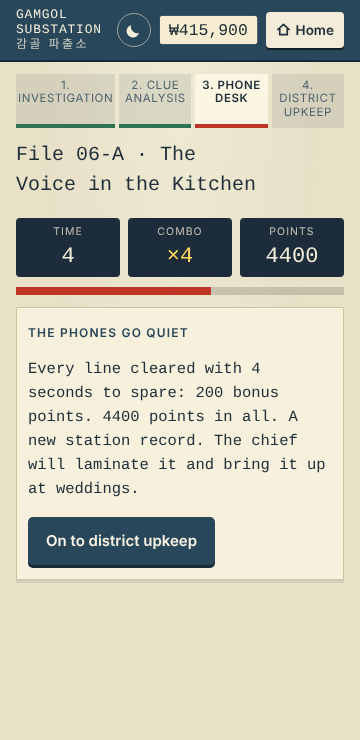 GAMGOL
SUBSTATION
감골 파출소
₩415,900
Home
1.
INVESTIGATION
2. CLUE
ANALYSIS
3. PHONE
DESK
4.
DISTRICT
UPKEEP
File 06-A · The
Voice in the Kitchen
TIME
4
COMBO
×4
POINTS
4400
THE PHONES GO QUIET
Every line cleared with 4
seconds to spare: 200 bonus
points. 4400 points in all. A
new station record. The chief
will laminate it and bring it up
at weddings.
On to district upkeep